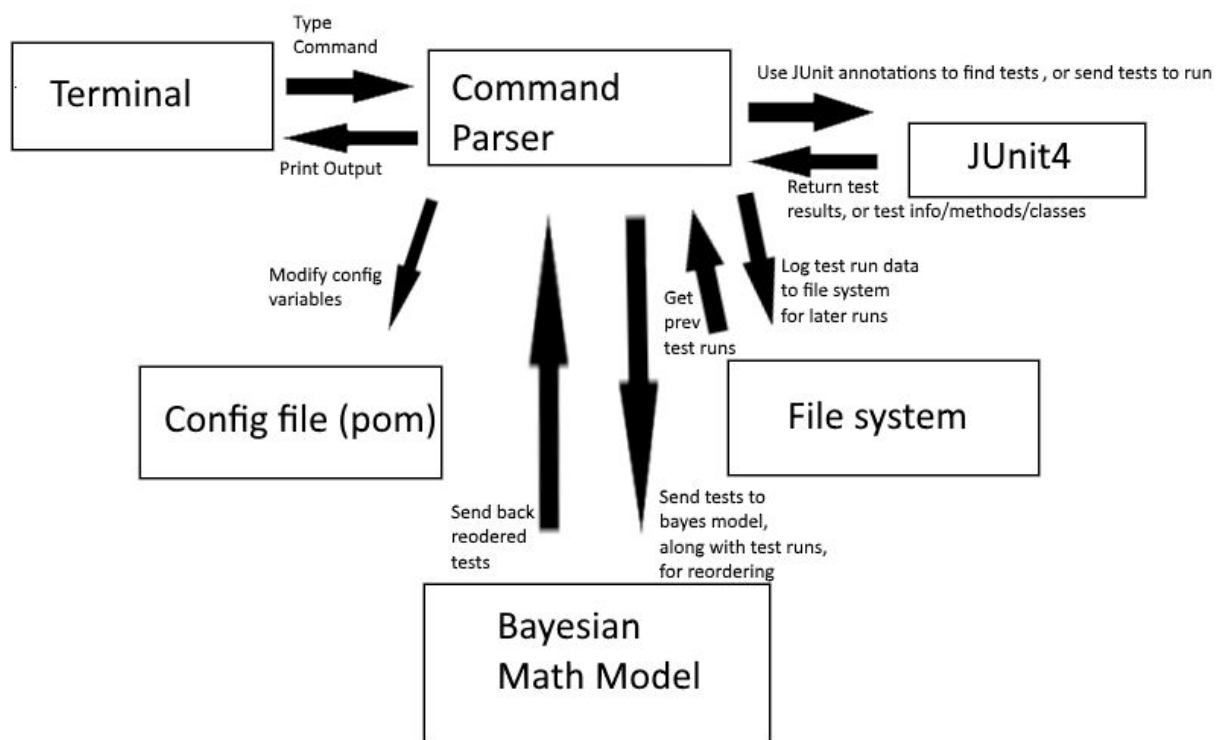 Type
Command
Terminal
Command
Parser
Print Output
Use JUnit annotations to find tests , or send tests to run
JUnit4
Return test
results, or test info/methods/classes
Modify config
variables
Get
prev
test runs
Log test run data
to file system
for later runs
Config file (pom)
File system
Send back
reodered
tests
Send tests to
bayes model,
along with test runs,
for reordering
Bayesian
Math Model